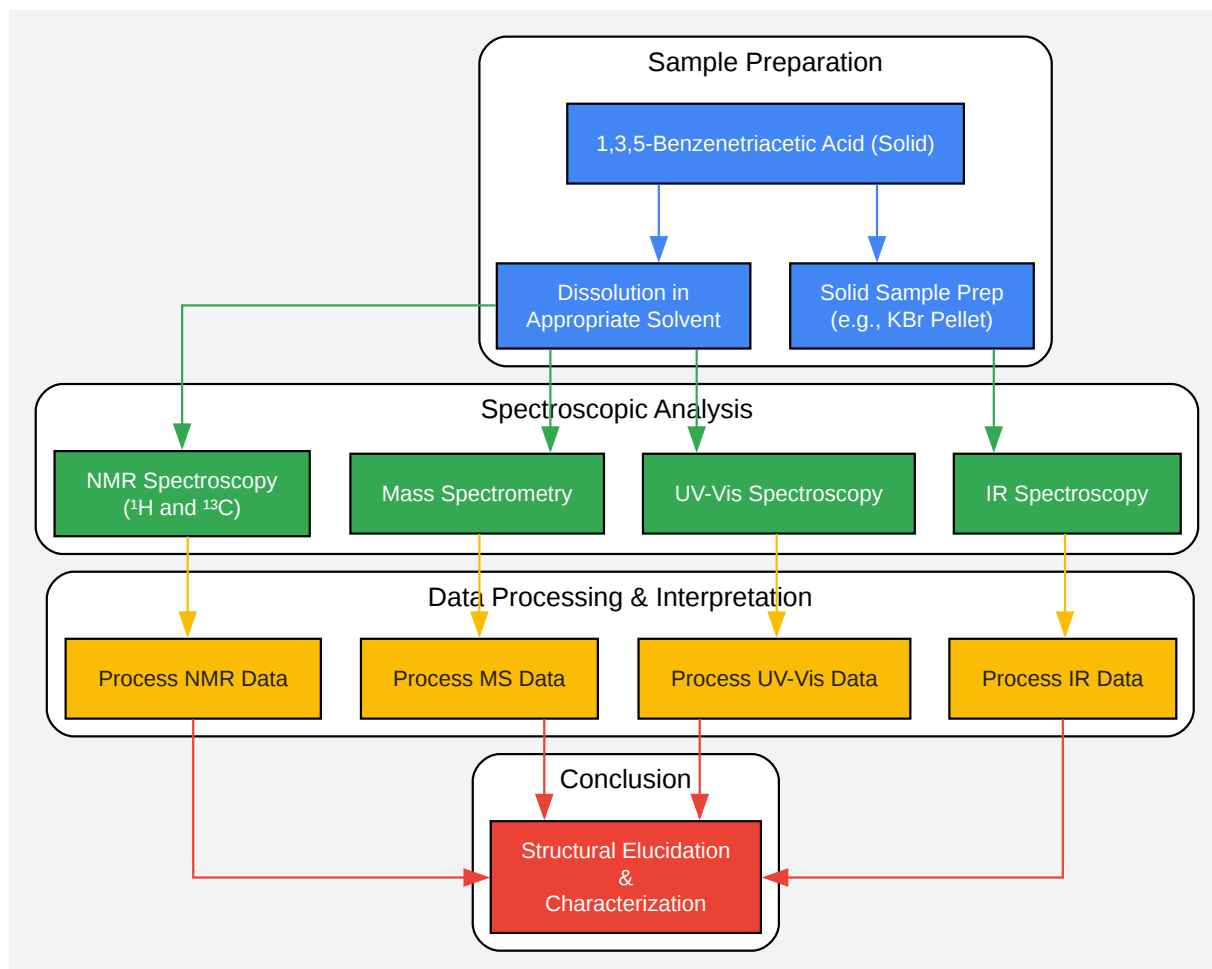 Sample Preparation
1,3,5-Benzenetriacetic Acid (Solid)
Dissolution in
Appropriate Solvent
Solid Sample Prep
(e.g., KBr Pellet)
Spectroscopic Analysis
NMR Spectroscopy
(¹H and ¹³C)
Mass Spectrometry
UV-Vis Spectroscopy
IR Spectroscopy
Data Processing & Interpretation
Process NMR Data
Process MS Data
Process UV-Vis Data
Process IR Data
Conclusion
Structural Elucidation
&
Characterization